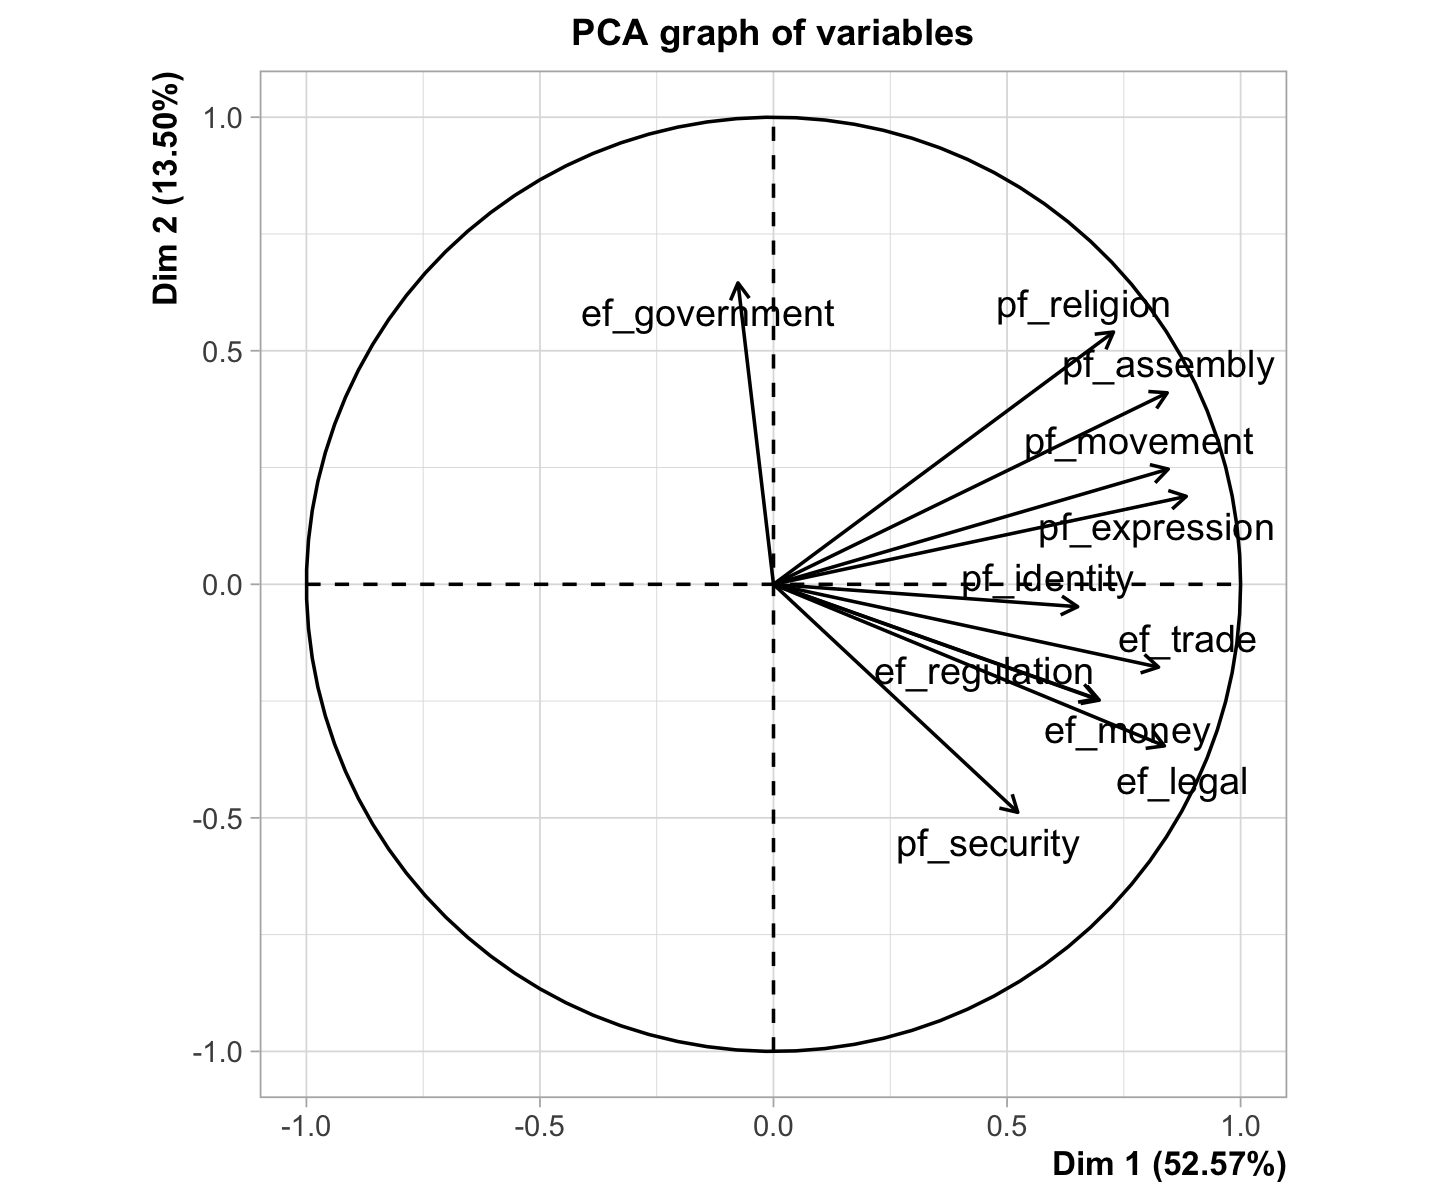 PCA graph of variables
Dim 2 (13.50%)
1.0
0.5
0.0
-0.5
-1.0
ef_government
pf_religion
pf_assembly
pf_movement
pf_expression
pf_identity
ef_trade
ef_regulation
ef_money
ef_legal
pf_security
-1.0
-0.5
0.0
0.5
1.0
Dim 1 (52.57%)